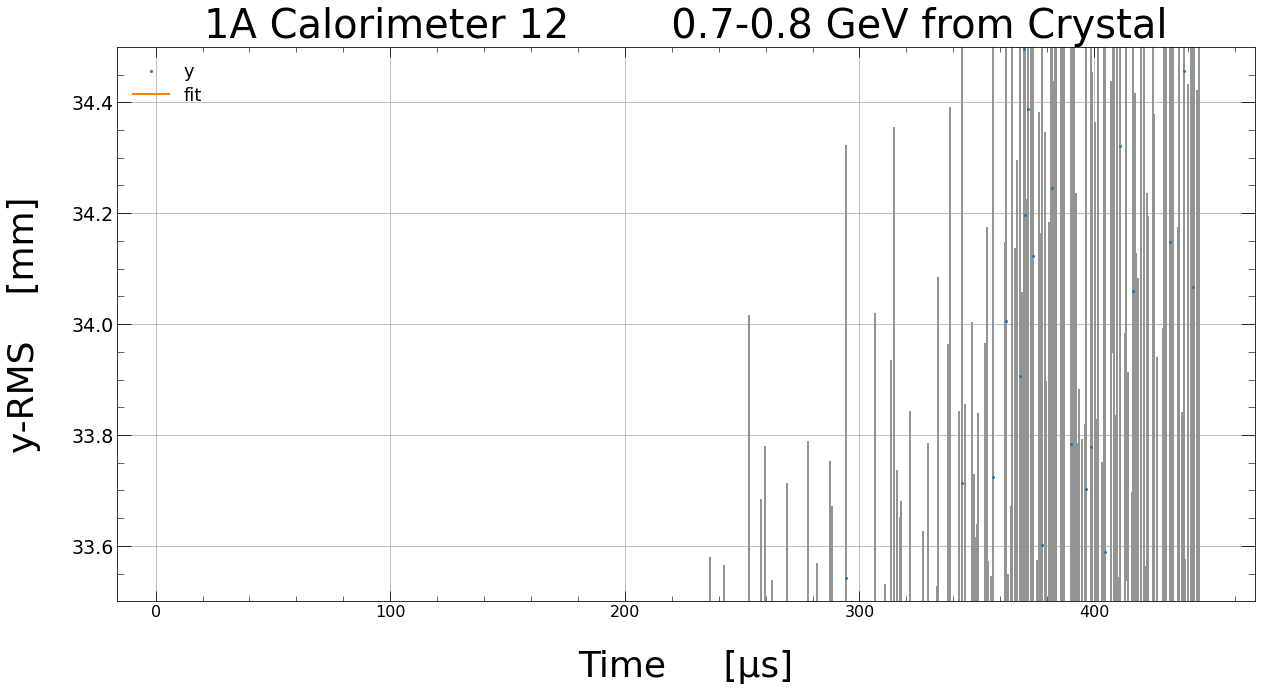 1A Calorimeter 12 0.7-0.8 GeV from Crystal
y
fit
34.4
34.2
34.0
33.8
33.6
y-RMS [mm]
0 100 200 300 400
Time [μs]